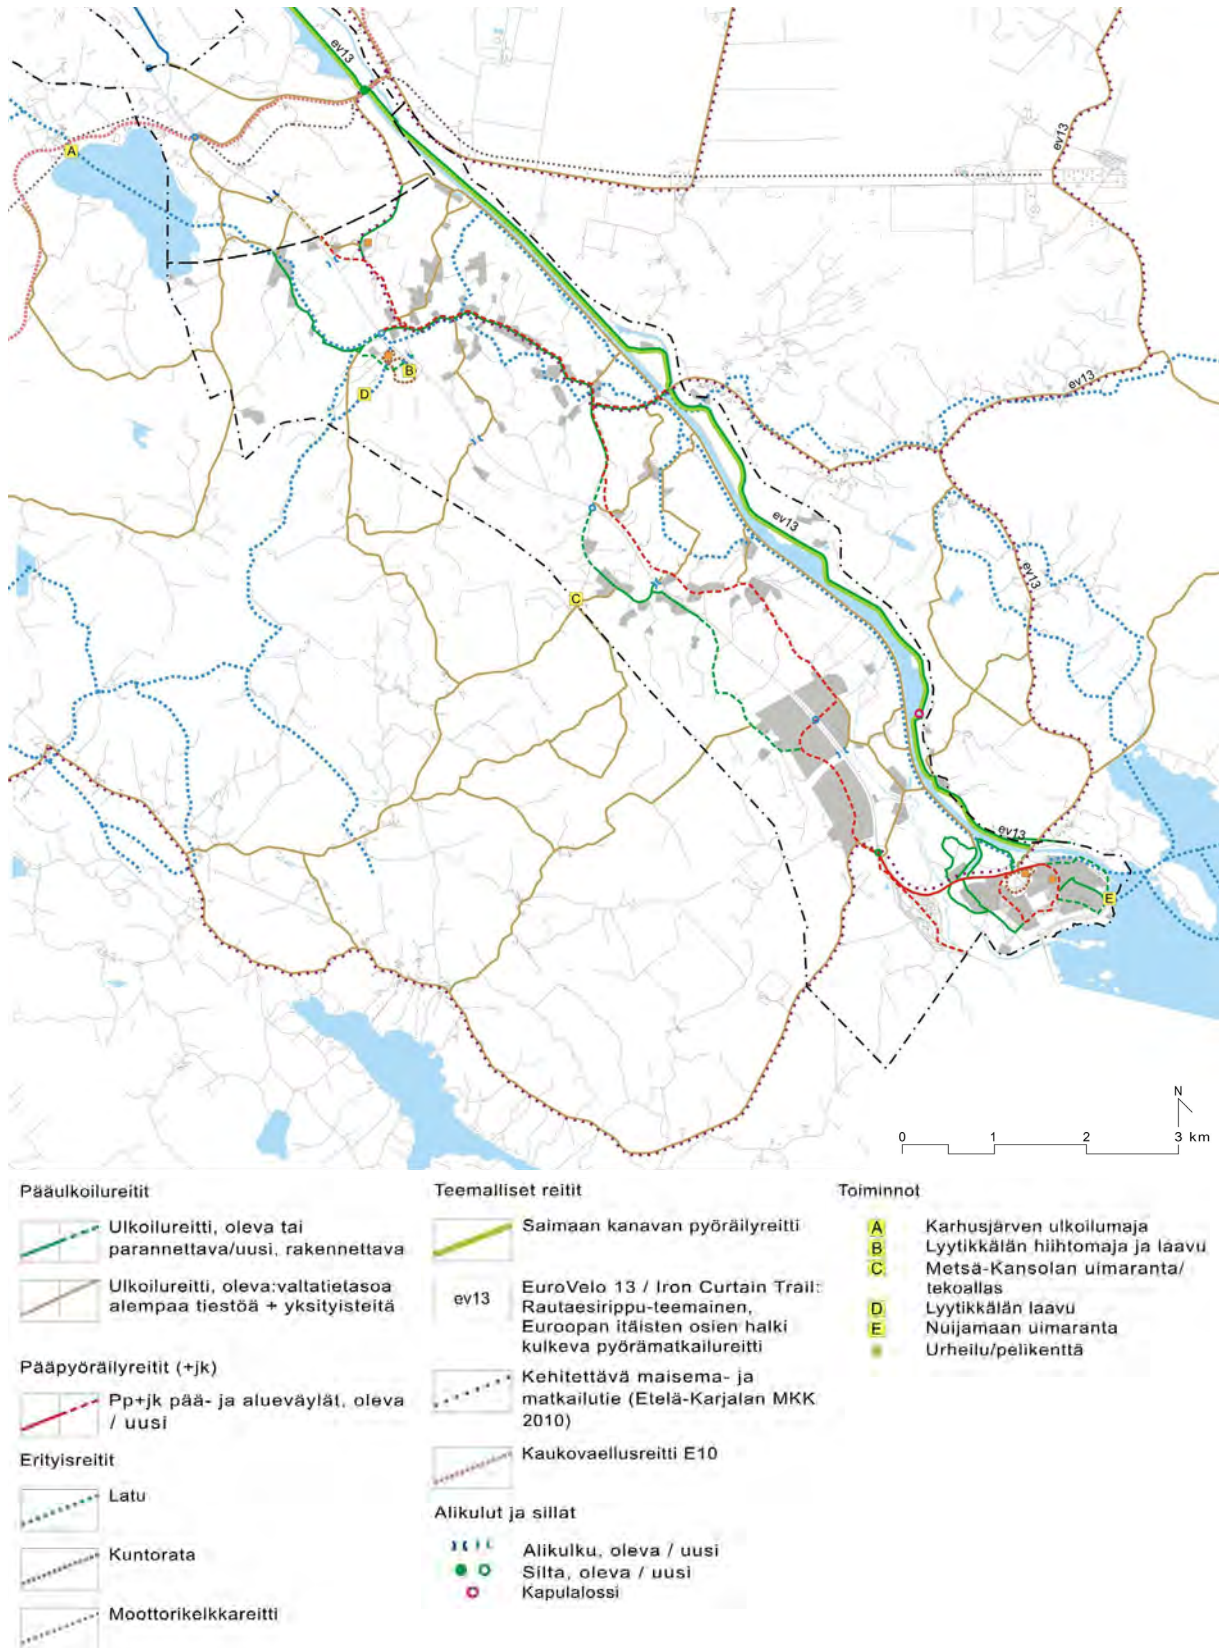 ev13
ev13
A
B
D
ev13
ev13
ev13
C
ev13
E
N
0 1 2 3 km
Pääulkoilureitit
Ulkoilureitti, oleva tai
parannettava/uusi, rakennettava
Ulkoilureitti, oleva:valtatietasoa
alempaa tiestöä + yksityisteitä
Pääpyöräilyreitit (+jk)
Pp+jk pää- ja alueväylät, oleva
/ uusi
Erityisreitit
Latu
Kuntorata
Moottorikelkkareitti
Teemalliset reitit
Saimaan kanavan pyöräilyreitti
ev13
EuroVelo 13 / Iron Curtain Trail:
Rautaesirippu-teemainen,
Euroopan itäisten osien halki
kulkeva pyörämatkailureitti
Kehitettävä maisema- ja
matkailutie (Etelä-Karjalan MKK
2010)
Kaukovaellusreitti E10
Alikulut ja sillat
Alikulku, oleva / uusi
Silta, oleva / uusi
Kapulalossi
Toiminnot
A Karhusjärven ulkoilumaja
B Lyytikkälän hiihtomaja ja laavu
C Metsä-Kansolan uimaranta/
tekoallas
D Lyytikkälän laavu
E Nuijamaan uimaranta
Urheilu/pelikenttä